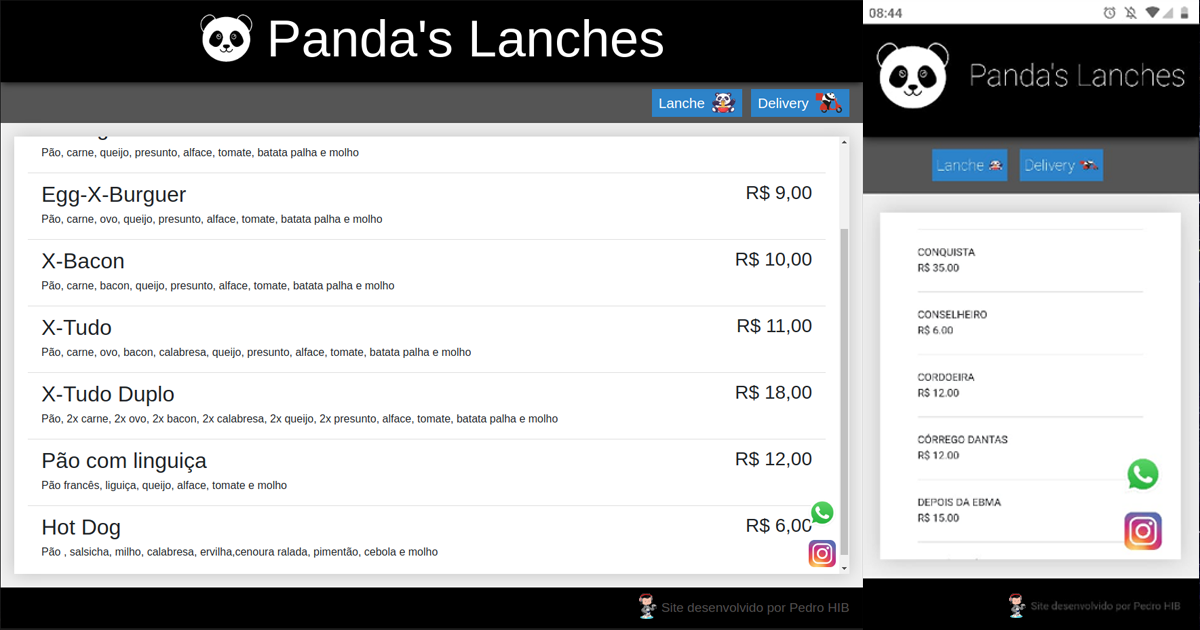 Panda's Lanches
Lanche
Delivery
Pão, carne, queijo, presunto, alface, tomate, batata palha e molho
Egg-X-Burguer
R$ 9,00
Pão, carne, ovo, queijo, presunto, alface, tomate, batata palha e molho
X-Bacon
R$ 10,00
Pão, carne, bacon, queijo, presunto, alface, tomate, batata palha e molho
X-Tudo
R$ 11,00
Pão, carne, ovo, bacon, calabresa, queijo, presunto, alface, tomate, batata palha e molho
X-Tudo Duplo
R$ 18,00
Pão, 2x carne, 2x ovo, 2x bacon, 2x calabresa, 2x queijo, 2x presunto, alface, tomate, batata palha e molho
Pão com linguiça
R$ 12,00
Pão francês, liguiça, queijo, alface, tomate e molho
Hot Dog
R$ 6,00
Pão , salsicha, milho, calabresa, ervilha,cenoura ralada, pimentão, cebola e molho
Site desenvolvido por Pedro HIB
08:44
Panda's Lanches
Lanche
Delivery
CONQUISTA
R$ 35.00
CONSELHEIRO
R$ 6.00
CORDOEIRA
R$ 12.00
CÓRREGO DANTAS
R$ 12.00
DEPOIS DA EBMA
R$ 15.00
Site desenvolvido por Pedro HIB